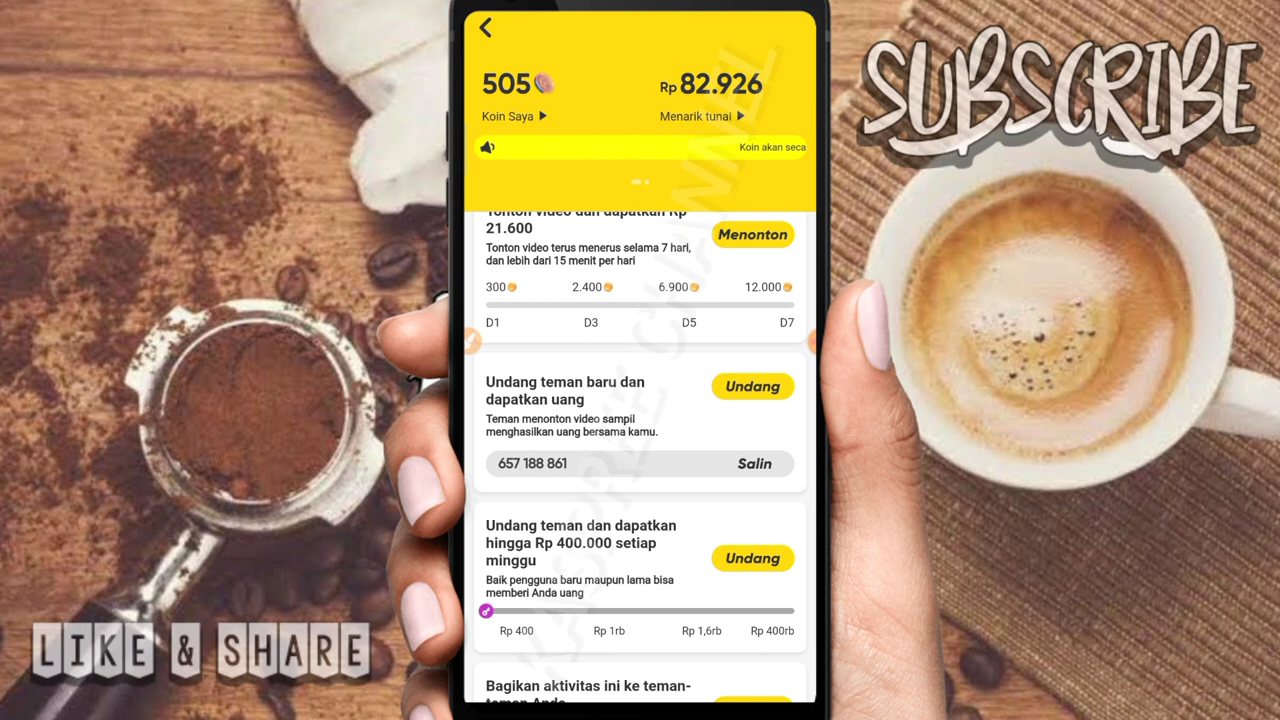 SUBSCRIBE
505
Rp 82.926
Koin Saya
Menarik tunai
Koin akan seca
Tonton video dan dapatkan Rp
21.600
Menonton
Tonton video terus menerus selama 7 hari,
dan lebih dari 15 menit per hari
300 2.400 6.900 12.000
D1 D3 D5 D7
Undang teman baru dan
dapatkan uang
Undang
Teman menonton video sampil
menghasilkan uang bersama kamu.
657 188 861 Salin
Undang teman dan dapatkan
hingga Rp 400.000 setiap
minggu
Undang
Baik pengguna baru maupun lama bisa
memberi Anda uang
Rp 400 Rp 1rb Rp 1,6rb Rp 400rb
Bagikan aktivitas ini ke teman-
teman Anda
LIKE & SHARE